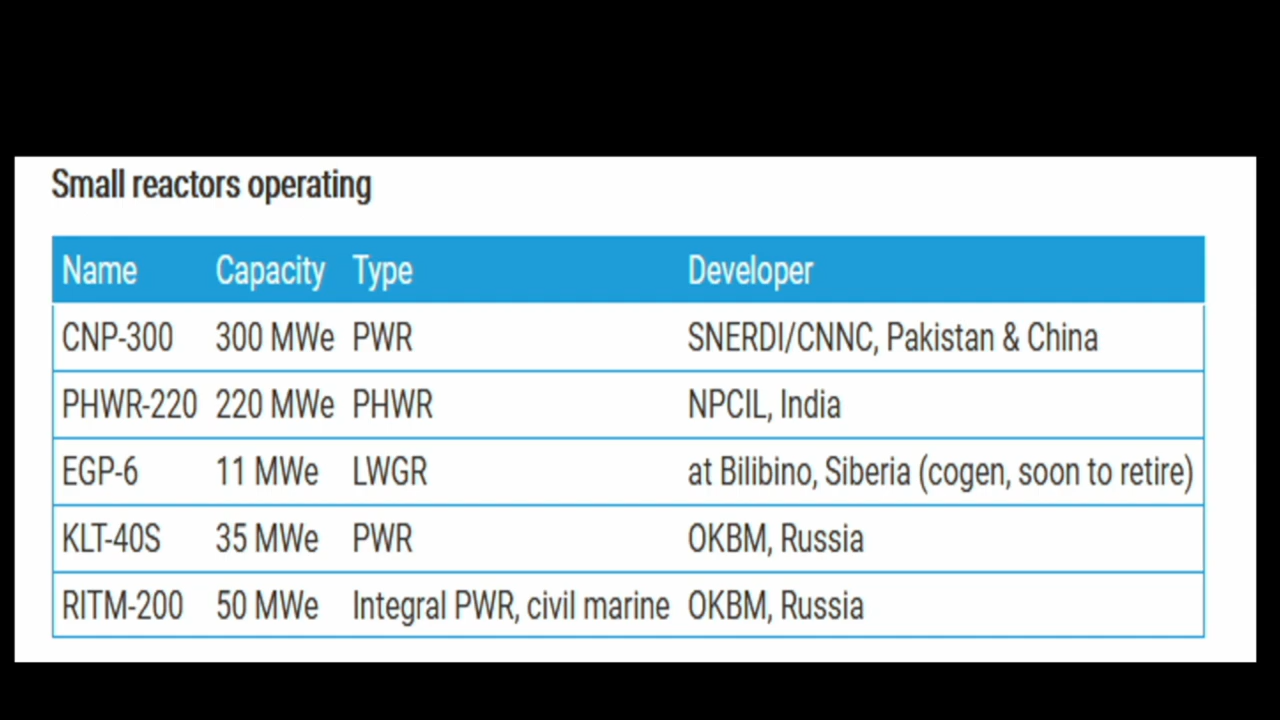 Small reactors operating
Name Capacity Type Developer
CNP-300 300 MWe PWR SNERDI/CNNC, Pakistan & China
PHWR-220 220 MWe PHWR NPCIL, India
EGP-6 11 MWe LWGR at Bilibino, Siberia (cogen, soon to retire)
KLT-40S 35 MWe PWR OKBM, Russia
RITM-200 50 MWe Integral PWR, civil marine OKBM, Russia